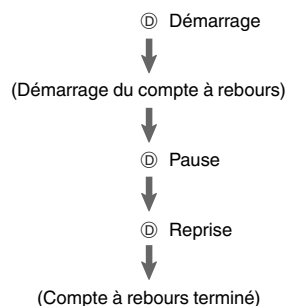 Ⓓ Démarrage
(Démarrage du compte à rebours)
Ⓓ Pause
Ⓓ Reprise
(Compte à rebours terminé)